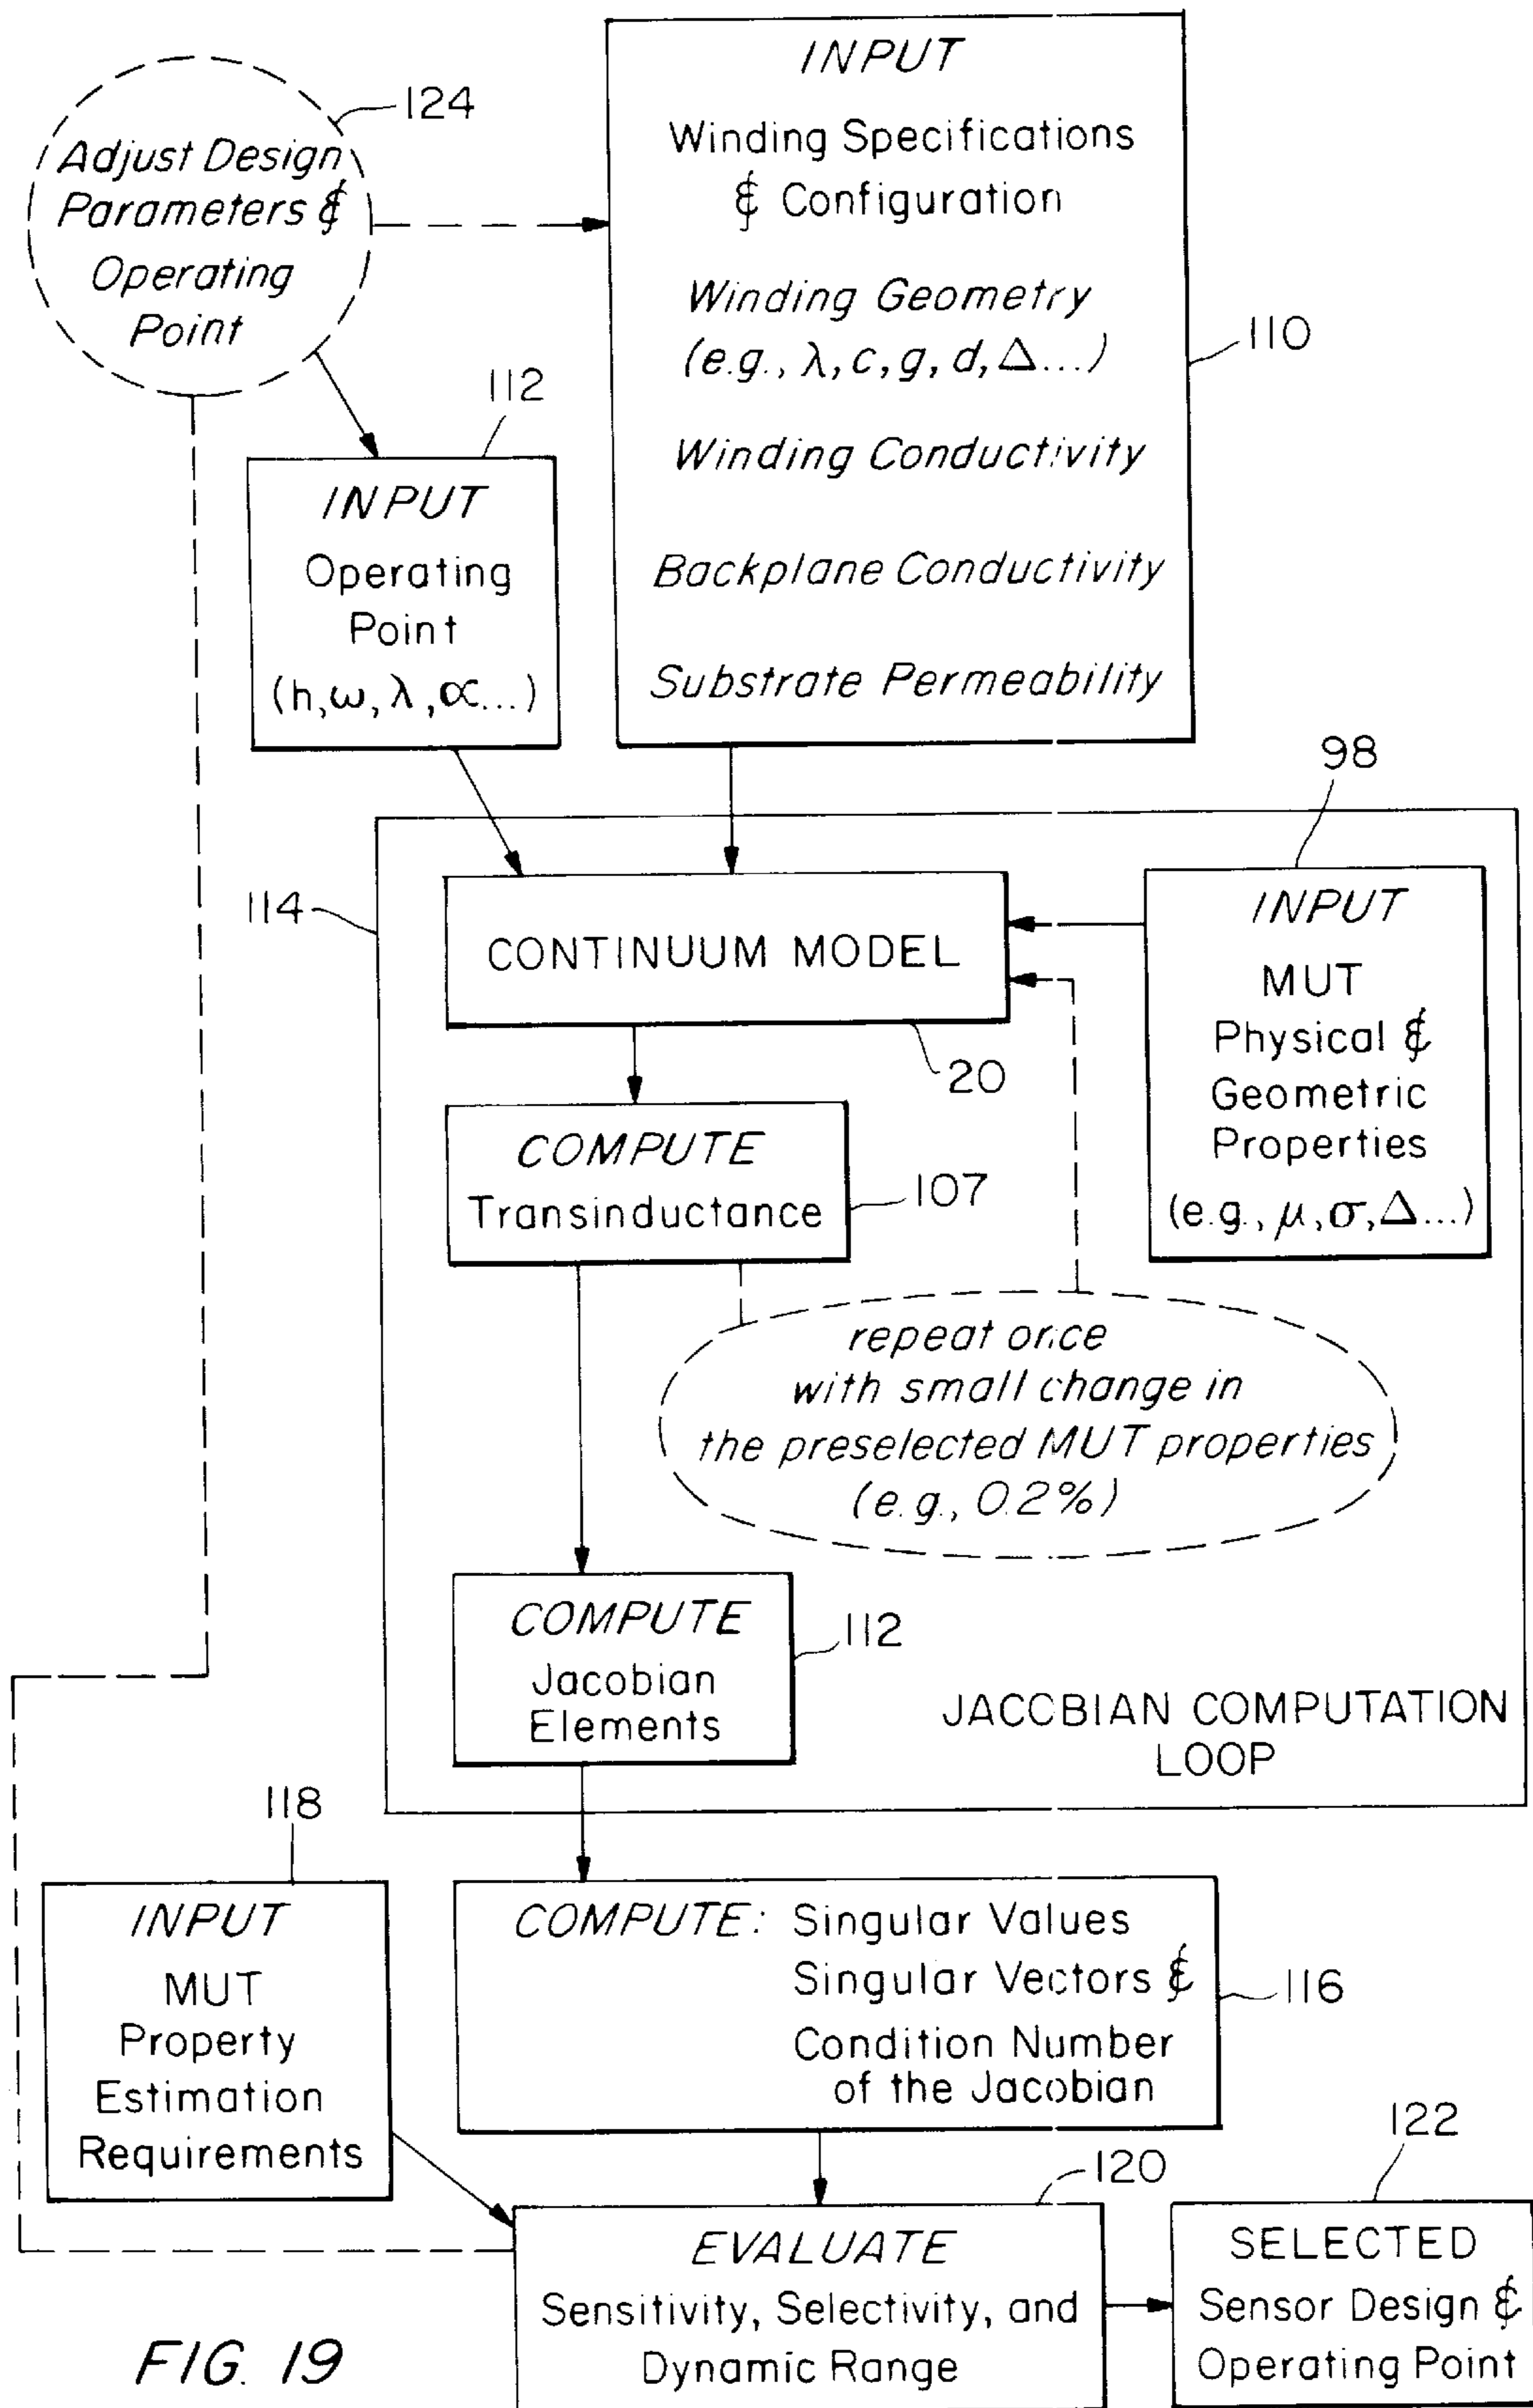 124
Adjust Design
Parameters &
Operating
Point
INPUT
Winding Specifications
& Configuration
Winding Geometry
(e.g., λ, c, g, d, Δ...)
Winding Conductivity
Backplane Conductivity
Substrate Permeability
110
112
INPUT
Operating
Point
(h, ω, λ, α...)
98
INPUT
MUT
Physical &
Geometric
Properties
(e.g., μ, σ, Δ...)
114
CONTINUUM MODEL
20
COMPUTE
Transinductance
107
repeat once
with small change in
the preselected MUT properties
(e.g., 0.2%)
COMPUTE
Jacobian
Elements
112
JACOBIAN COMPUTATION
LOOP
118
INPUT
MUT
Property
Estimation
Requirements
COMPUTE: Singular Values
Singular Vectors &
Condition Number
of the Jacobian
116
120
EVALUATE
Sensitivity, Selectivity, and
Dynamic Range
122
SELECTED
Sensor Design &
Operating Point
FIG. 19